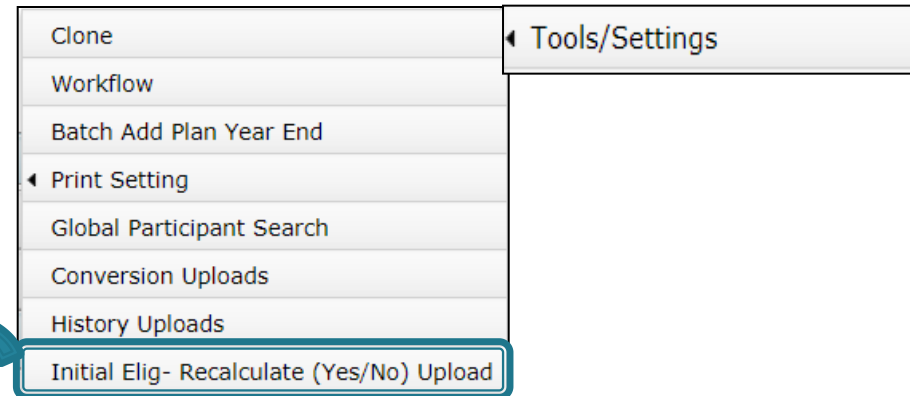 Clone
Tools/Settings
Workflow
Batch Add Plan Year End
Print Setting
Global Participant Search
Conversion Uploads
History Uploads
Initial Elig- Recalculate (Yes/No) Upload